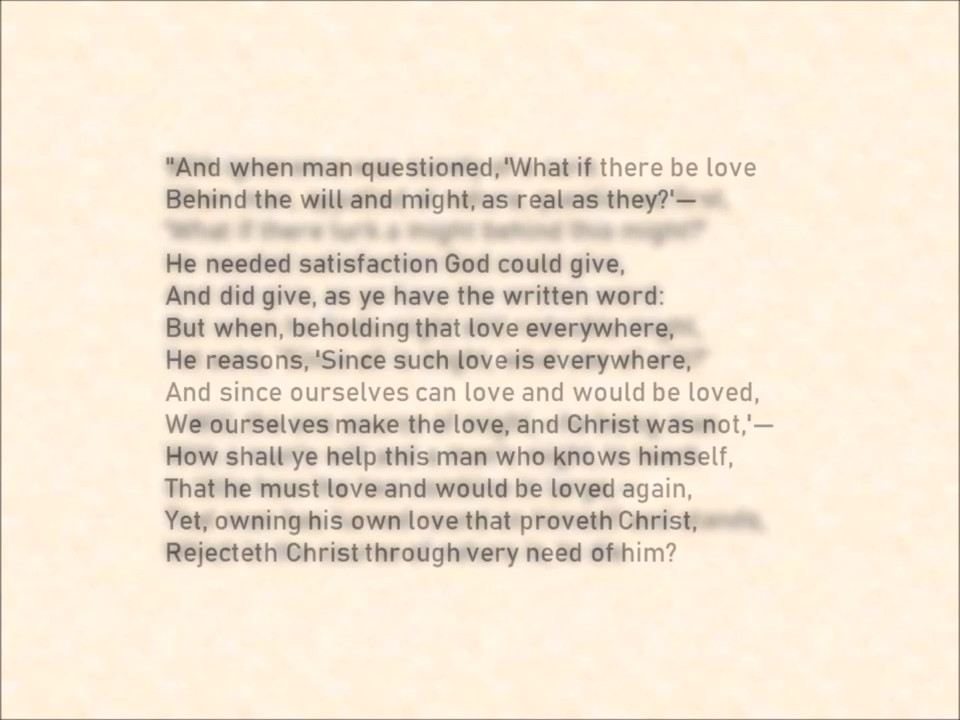 "And when man questioned, 'What if there be love
Behind the will and might, as real as they?'—
He needed satisfaction God could give,
And did give, as ye have the written word:
But when, beholding that love everywhere,
He reasons, 'Since such love is everywhere,
And since ourselves can love and would be loved,
We ourselves make the love, and Christ was not,'—
How shall ye help this man who knows himself,
That he must love and would be loved again,
Yet, owning his own love that proveth Christ,
Rejecteth Christ through very need of him?